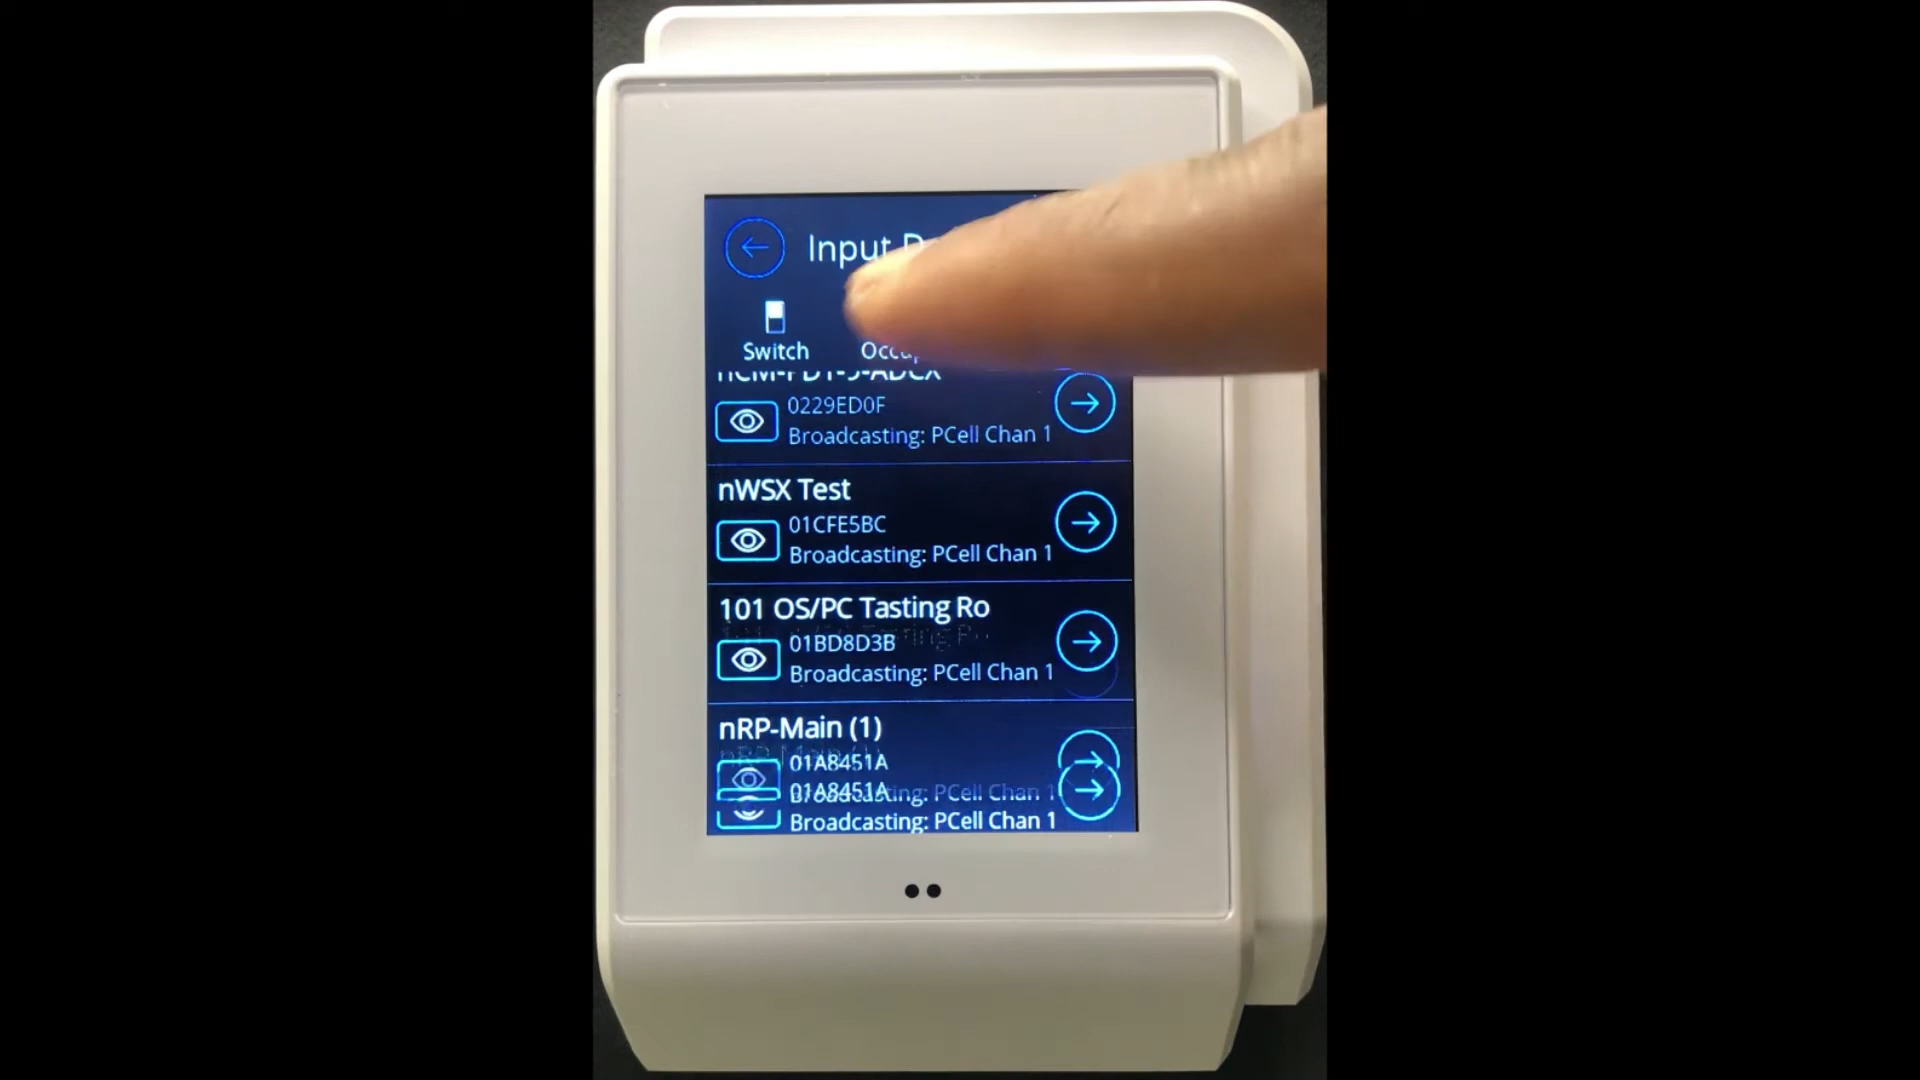 Input
Switch
0229ED0F
Broadcasting: PCell Chan 1
nWSX Test
01CFE5BC
Broadcasting: PCell Chan 1
101 OS/PC Tasting Ro
01BD8D3B
Broadcasting: PCell Chan 1
nRP-Main (1)
01A8451A
01A8451A
Broadcasting: PCell Chan 1